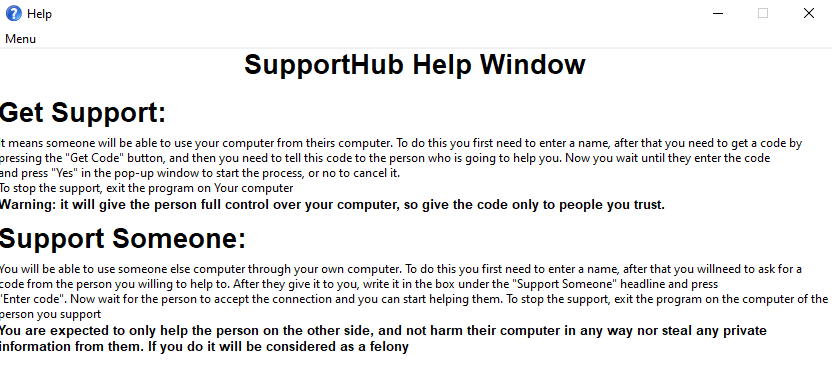 Help
Menu
SupportHub Help Window
Get Support:
It means someone will be able to use your computer from theirs computer. To do this you first need to enter a name, after that you need to get a code by
pressing the "Get Code" button, and then you need to tell this code to the person who is going to help you. Now you wait until they enter the code
and press "Yes" in the pop-up window to start the process, or no to cancel it.
To stop the support, exit the program on Your computer
Warning: it will give the person full control over your computer, so give the code only to people you trust.
Support Someone:
You will be able to use someone else computer through your own computer. To do this you first need to enter a name, after that you willneed to ask for a
code from the person you willing to help to. After they give it to you, write it in the box under the "Support Someone" headline and press
"Enter code". Now wait for the person to accept the connection and you can start helping them. To stop the support, exit the program on the computer of the
person you support
You are expected to only help the person on the other side, and not harm their computer in any way nor steal any private
information from them. If you do it will be considered as a felony